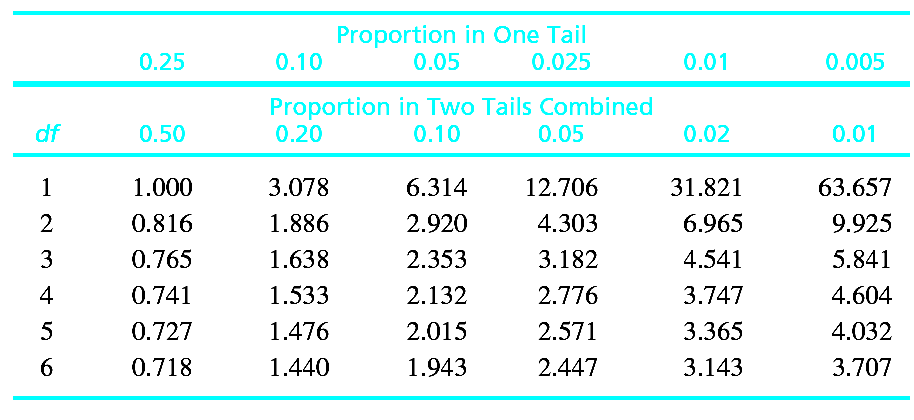 Proportion in One Tail
0.25 0.10 0.05 0.025 0.01 0.005
Proportion in Two Tails Combined
df 0.50 0.20 0.10 0.05 0.02 0.01
1 1.000 3.078 6.314 12.706 31.821 63.657
2 0.816 1.886 2.920 4.303 6.965 9.925
3 0.765 1.638 2.353 3.182 4.541 5.841
4 0.741 1.533 2.132 2.776 3.747 4.604
5 0.727 1.476 2.015 2.571 3.365 4.032
6 0.718 1.440 1.943 2.447 3.143 3.707